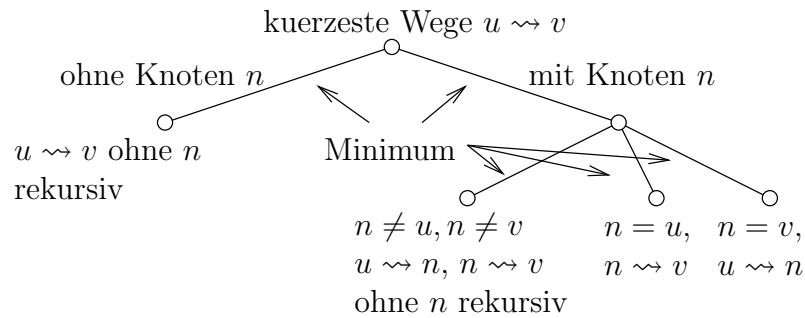 kuerzeste Wege u ⇝ v
ohne Knoten n
mit Knoten n
u ⇝ v ohne n
rekursiv
Minimum
n ≠ u, n ≠ v
u ⇝ n, n ⇝ v
ohne n rekursiv
n = u,
n ⇝ v
n = v,
u ⇝ n